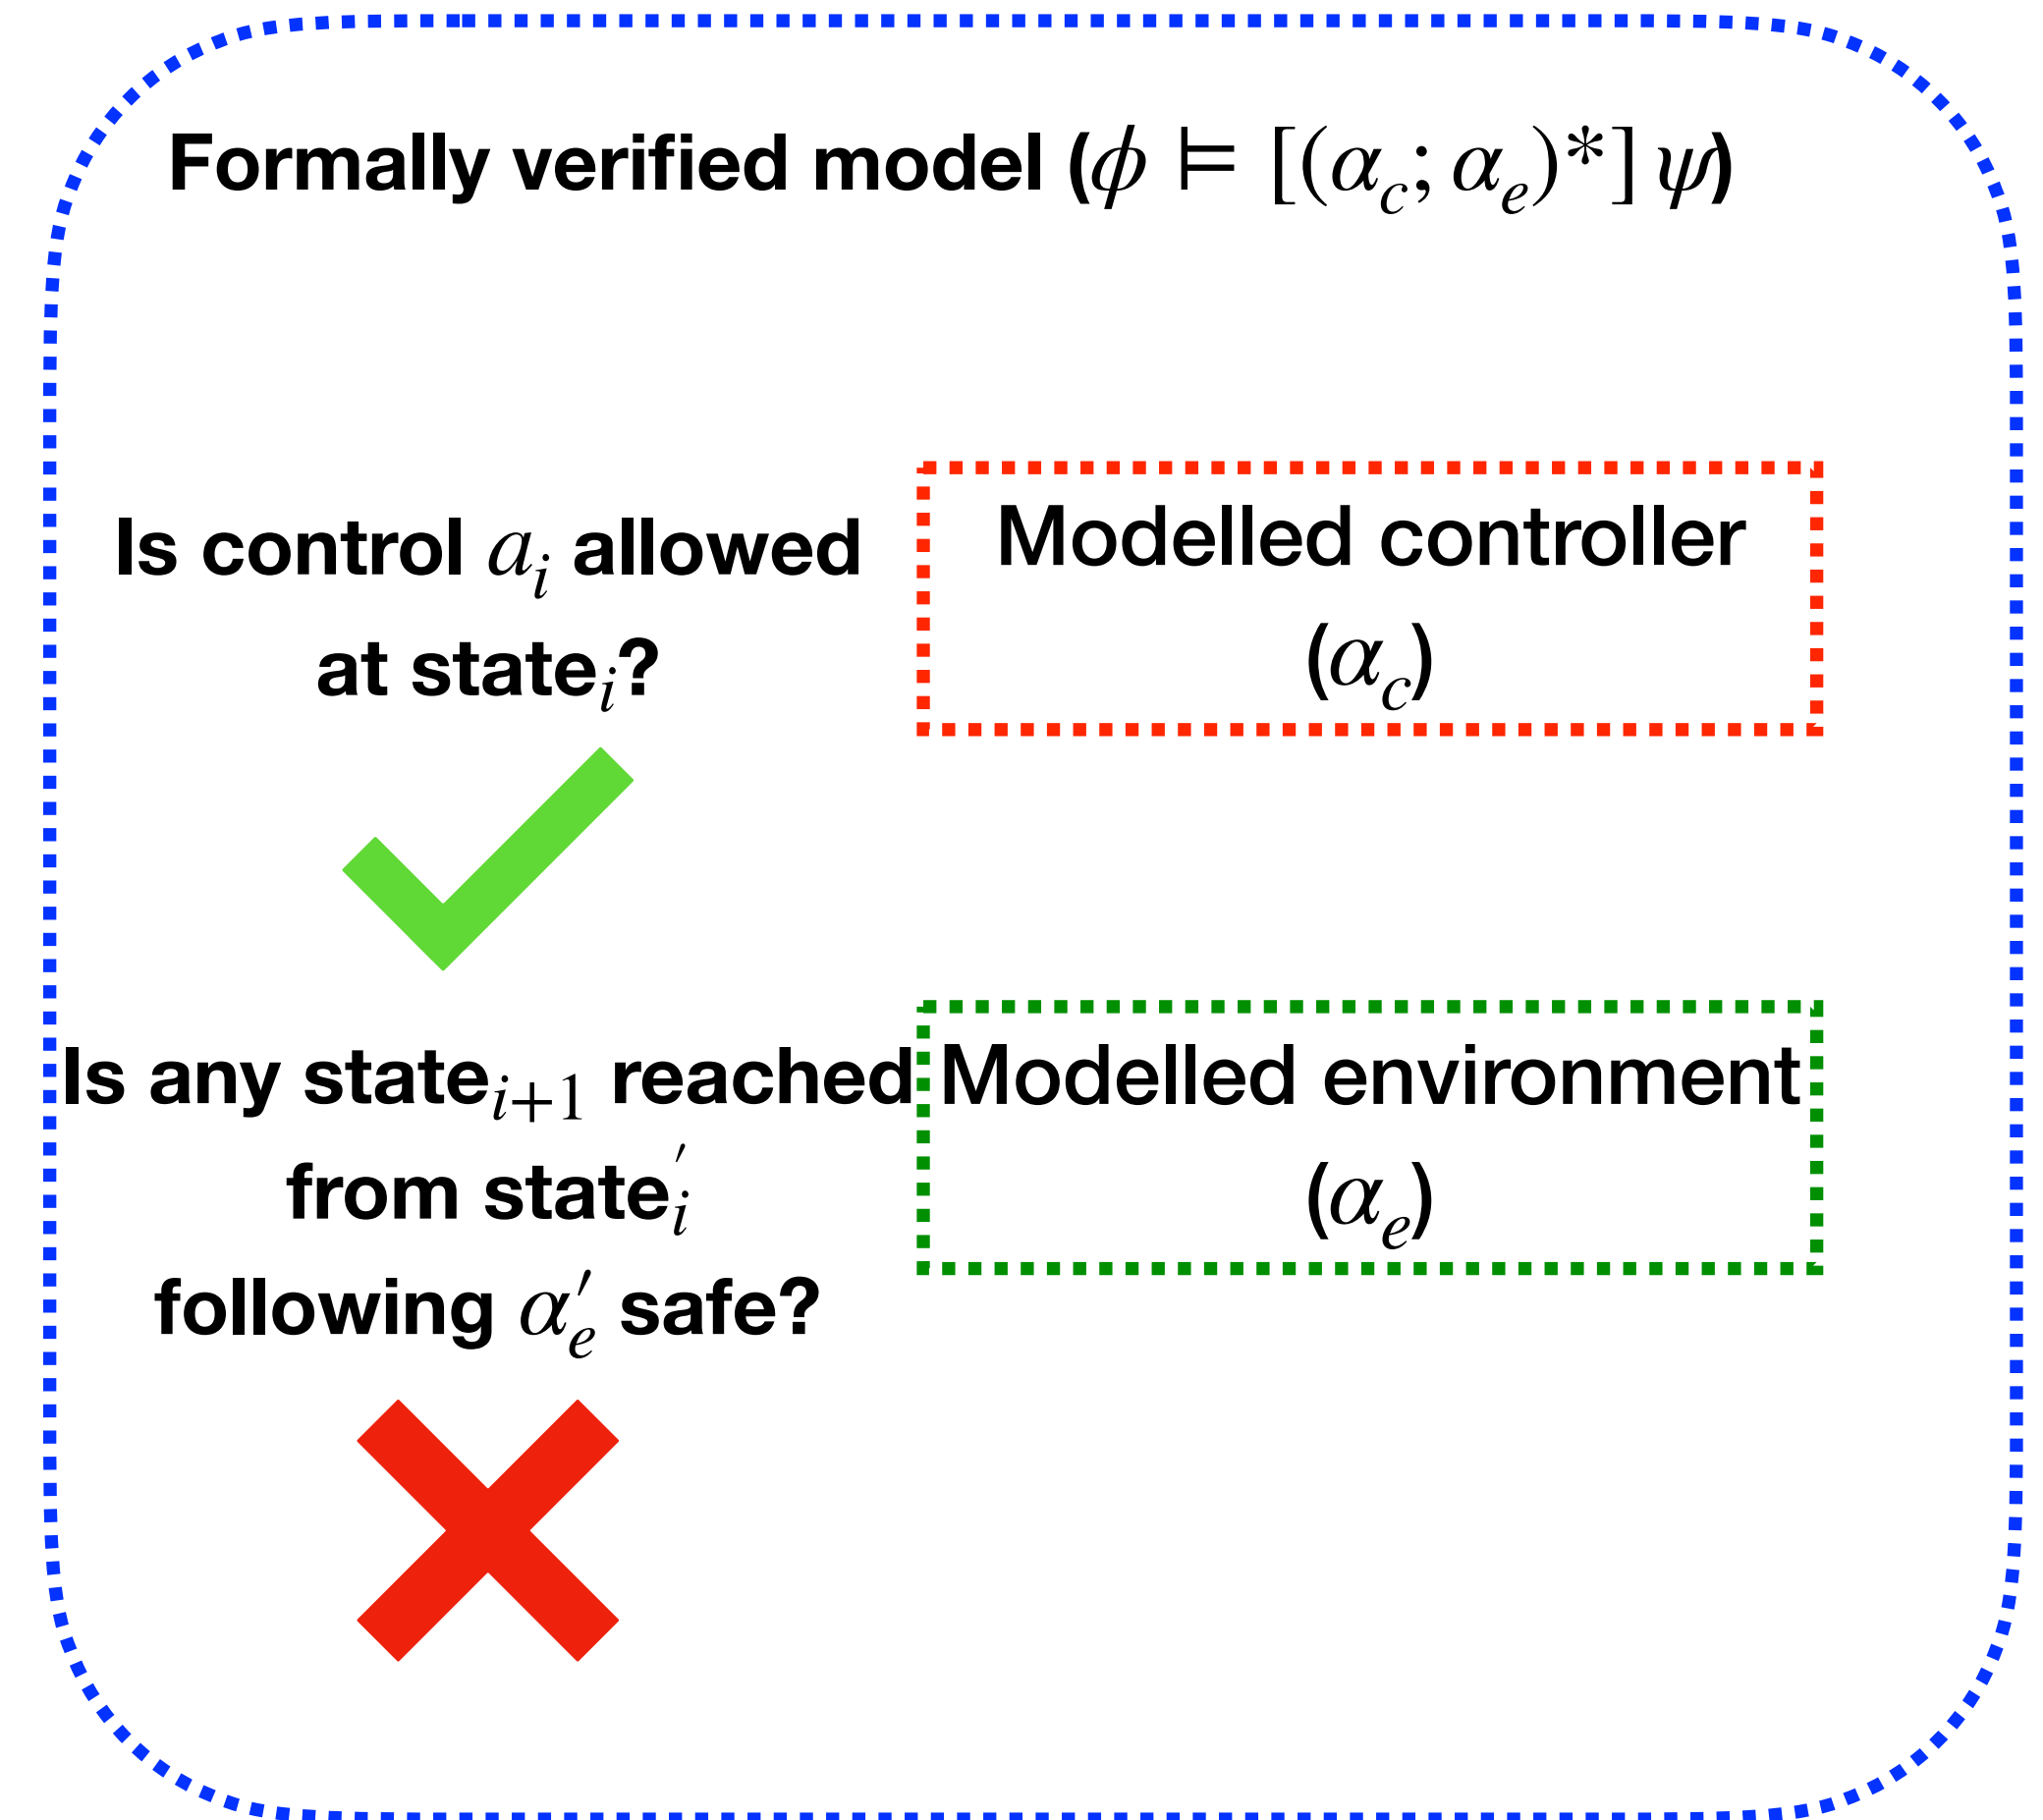 Formally verified model (ϕ ⊨ [(α_c; α_e)*] ψ)
Is control a_i allowed
at state_i?
Modelled controller
(α_c)
Is any state_{i+1} reached
from state_i′
following α_e′ safe?
Modelled environment
(α_e)